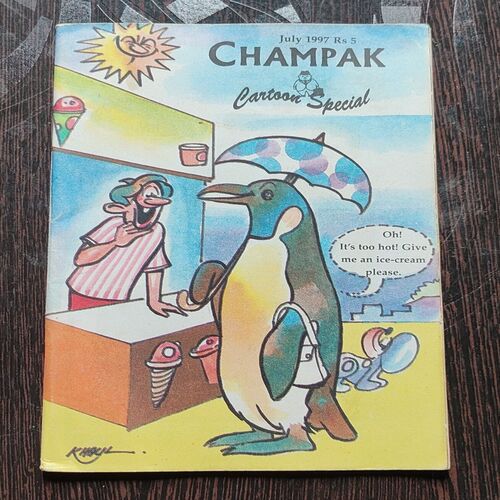 July 1997 Rs 5
CHAMPAK
Cartoon Special
Oh!
It's too hot! Give
me an ice-cream
please.